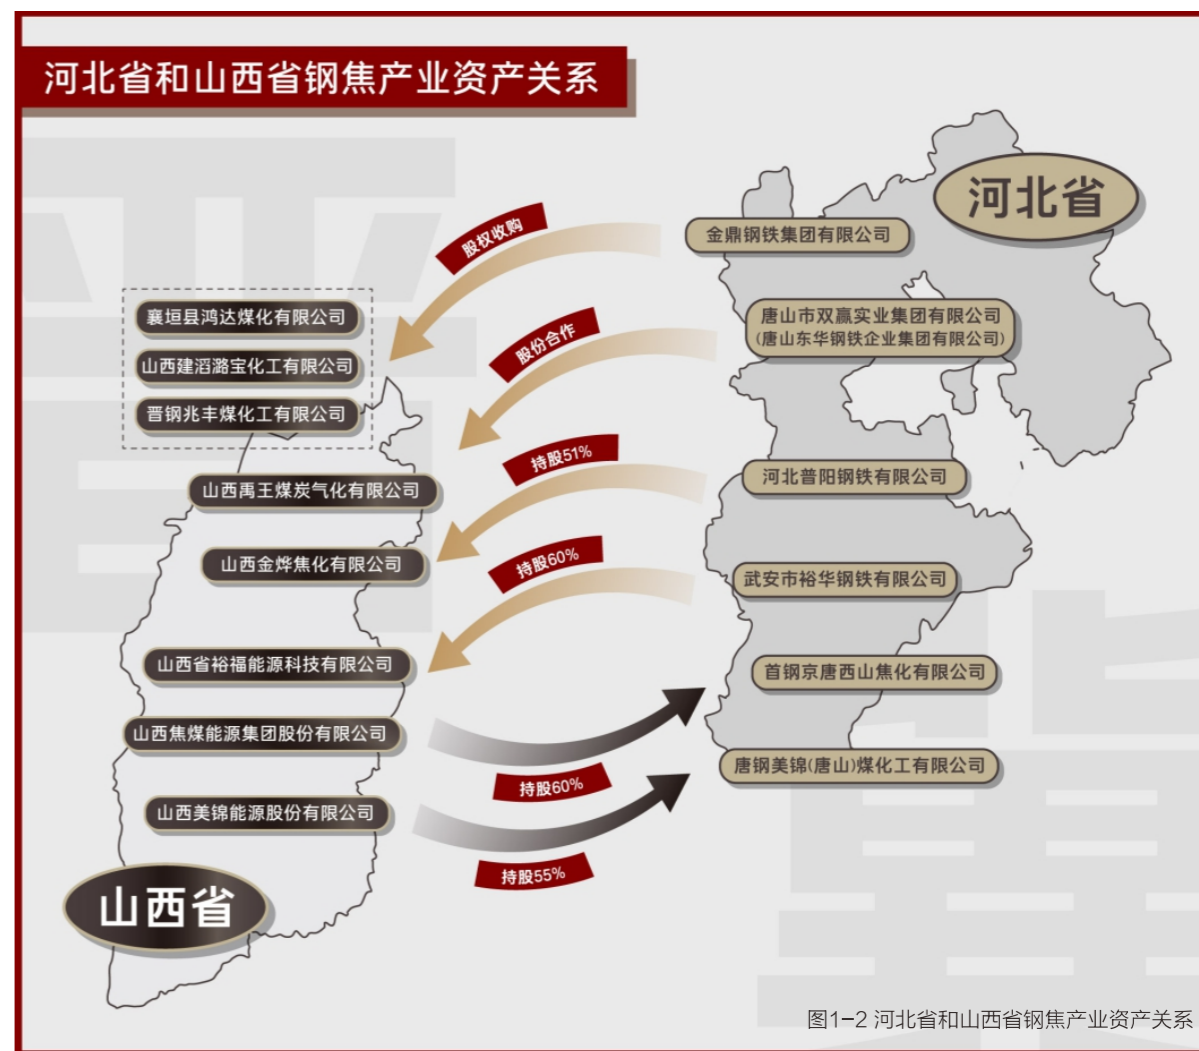 河北省和山西省钢焦产业资产关系
河北省
金鼎钢铁集团有限公司
股权收购
襄垣县鸿达煤化有限公司
山西建滔潞宝化工有限公司
晋钢兆丰煤化工有限公司
唐山市双赢实业集团有限公司
(唐山东华钢铁企业集团有限公司)
股份合作
山西禹王煤炭气化有限公司
河北普阳钢铁有限公司
持股51%
山西金烨焦化有限公司
武安市裕华钢铁有限公司
持股60%
山西省裕福能源科技有限公司
首钢京唐西山焦化有限公司
山西焦煤能源集团股份有限公司
持股60%
唐钢美锦(唐山)煤化工有限公司
山西美锦能源股份有限公司
持股55%
山西省
晋
冀
图1-2 河北省和山西省钢焦产业资产关系